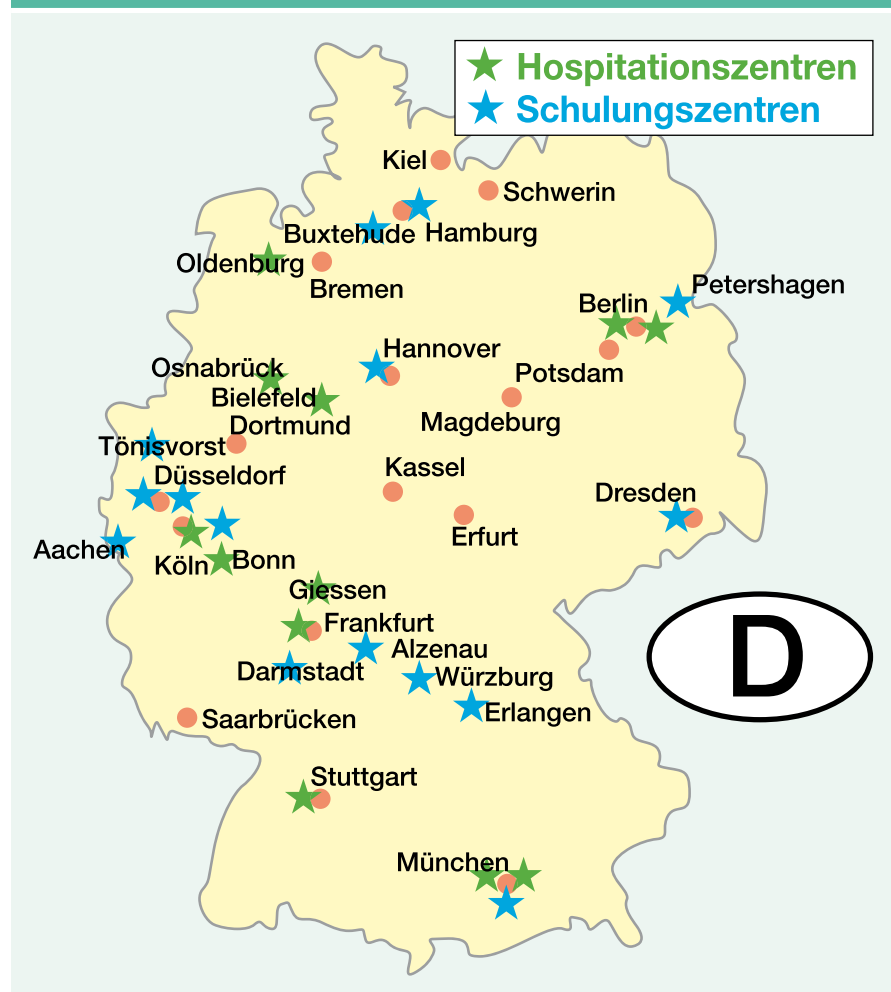 Hospitationszentren
Schulungszentren
Kiel
Schwerin
Buxtehude
Hamburg
Oldenburg
Bremen
Petershagen
Berlin
Hannover
Osnabrück
Potsdam
Bielefeld
Magdeburg
Dortmund
Tönisvorst
Kassel
Düsseldorf
Dresden
Erfurt
Aachen
Köln
Bonn
Giessen
Frankfurt
Alzenau
Darmstadt
Würzburg
Erlangen
D
Saarbrücken
Stuttgart
München